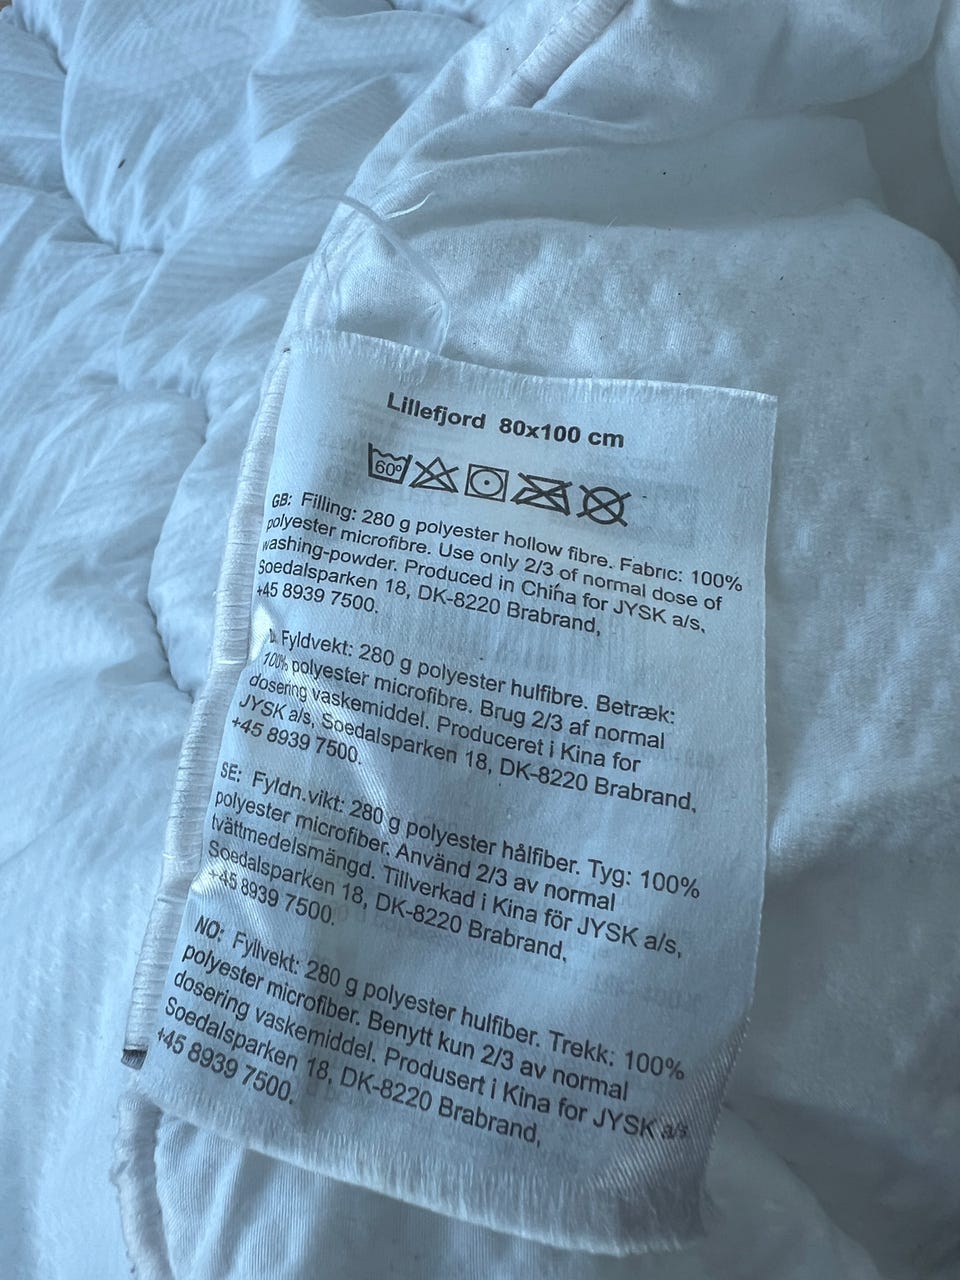 Lillefjord 80x100 cm
60°
GB: Filling: 280 g polyester hollow fibre. Fabric: 100%
polyester microfibre. Use only 2/3 of normal dose of
washing-powder. Produced in China for JYSK a/s,
Soedalsparken 18, DK-8220 Brabrand,
+45 8939 7500.
Fyldvekt: 280 g polyester hulfibre. Betræk:
100% polyester microfibre. Brug 2/3 af normal
dosering vaskemiddel. Produceret i Kina for
JYSK a/s, Soedalsparken 18, DK-8220 Brabrand,
+45 8939 7500.
SE: Fyldn.vikt: 280 g polyester hålfiber. Tyg: 100%
polyester microfiber. Använd 2/3 av normal
tvättmedelsmängd. Tillverkad i Kina för JYSK a/s,
Soedalsparken 18, DK-8220 Brabrand,
+45 8939 7500.
NO: Fyllvekt: 280 g polyester hulfiber. Trekk: 100%
polyester microfiber. Benytt kun 2/3 av normal
dosering vaskemiddel. Produsert i Kina for JYSK a/s
Soedalsparken 18, DK-8220 Brabrand,
+45 8939 7500.